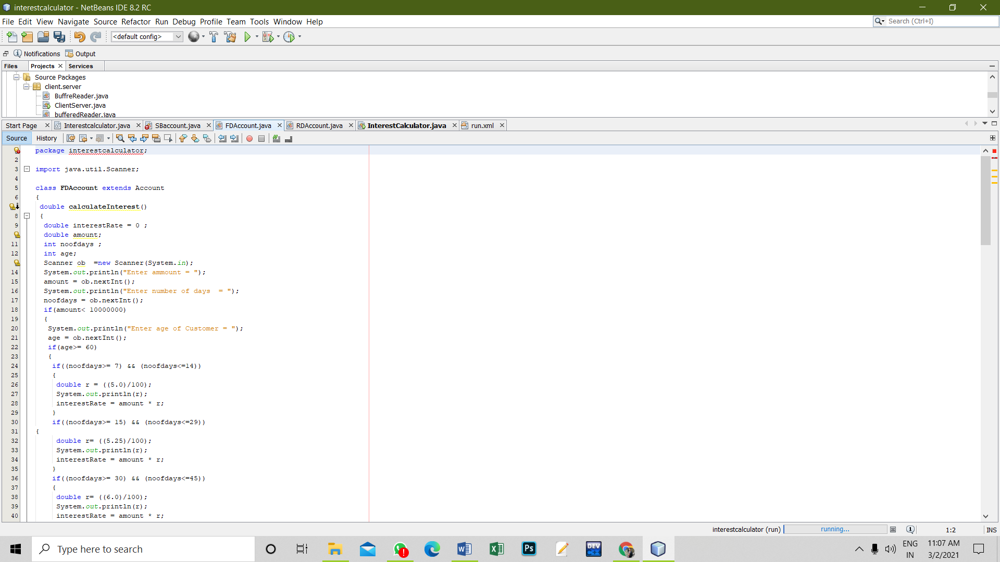 interestcalculator - NetBeans IDE 8.2 RC
File Edit View Navigate Source Refactor Run Debug Profile Team Tools Window Help
Search (Ctrl+I)
<default config>
Notifications Output
Files Projects Services
Source Packages
client.server
BuffreReader.java
ClientServer.java
bufferedReader.java
Start Page Interestcalculator.java SBaccount.java FDAccount.java RDAccount.java InterestCalculator.java run.xml
Source History
package interestcalculator;
2
3 import java.util.Scanner;
4
5 class FDAccount extends Account
6 {
double calculateInterest()
8 {
9 double interestRate = 0 ;
double amount;
11 int noofdays ;
12 int age;
Scanner ob  =new Scanner(System.in);
14 System.out.println("Enter ammount = ");
15 amount = ob.nextInt();
16 System.out.println("Enter number of days  = ");
17 noofdays = ob.nextInt();
18 if(amount< 10000000)
19 {
20 System.out.println("Enter age of Customer = ");
21 age = ob.nextInt();
22 if(age>= 60)
23 {
24 if((noofdays>= 7) && (noofdays<=14))
25 {
26 double r = ((5.0)/100);
27 System.out.println(r);
28 interestRate = amount * r;
29 }
30 if((noofdays>= 15) && (noofdays<=29))
31 {
32 double r= ((5.25)/100);
33 System.out.println(r);
34 interestRate = amount * r;
35 }
36 if((noofdays>= 30) && (noofdays<=45))
37 {
38 double r= ((6.0)/100);
39 System.out.println(r);
40 interestRate = amount * r;
interestcalculator (run) running... 1:2 INS
Type here to search
W X Ps DEV C++
ENG
IN
11:07 AM
3/2/2021